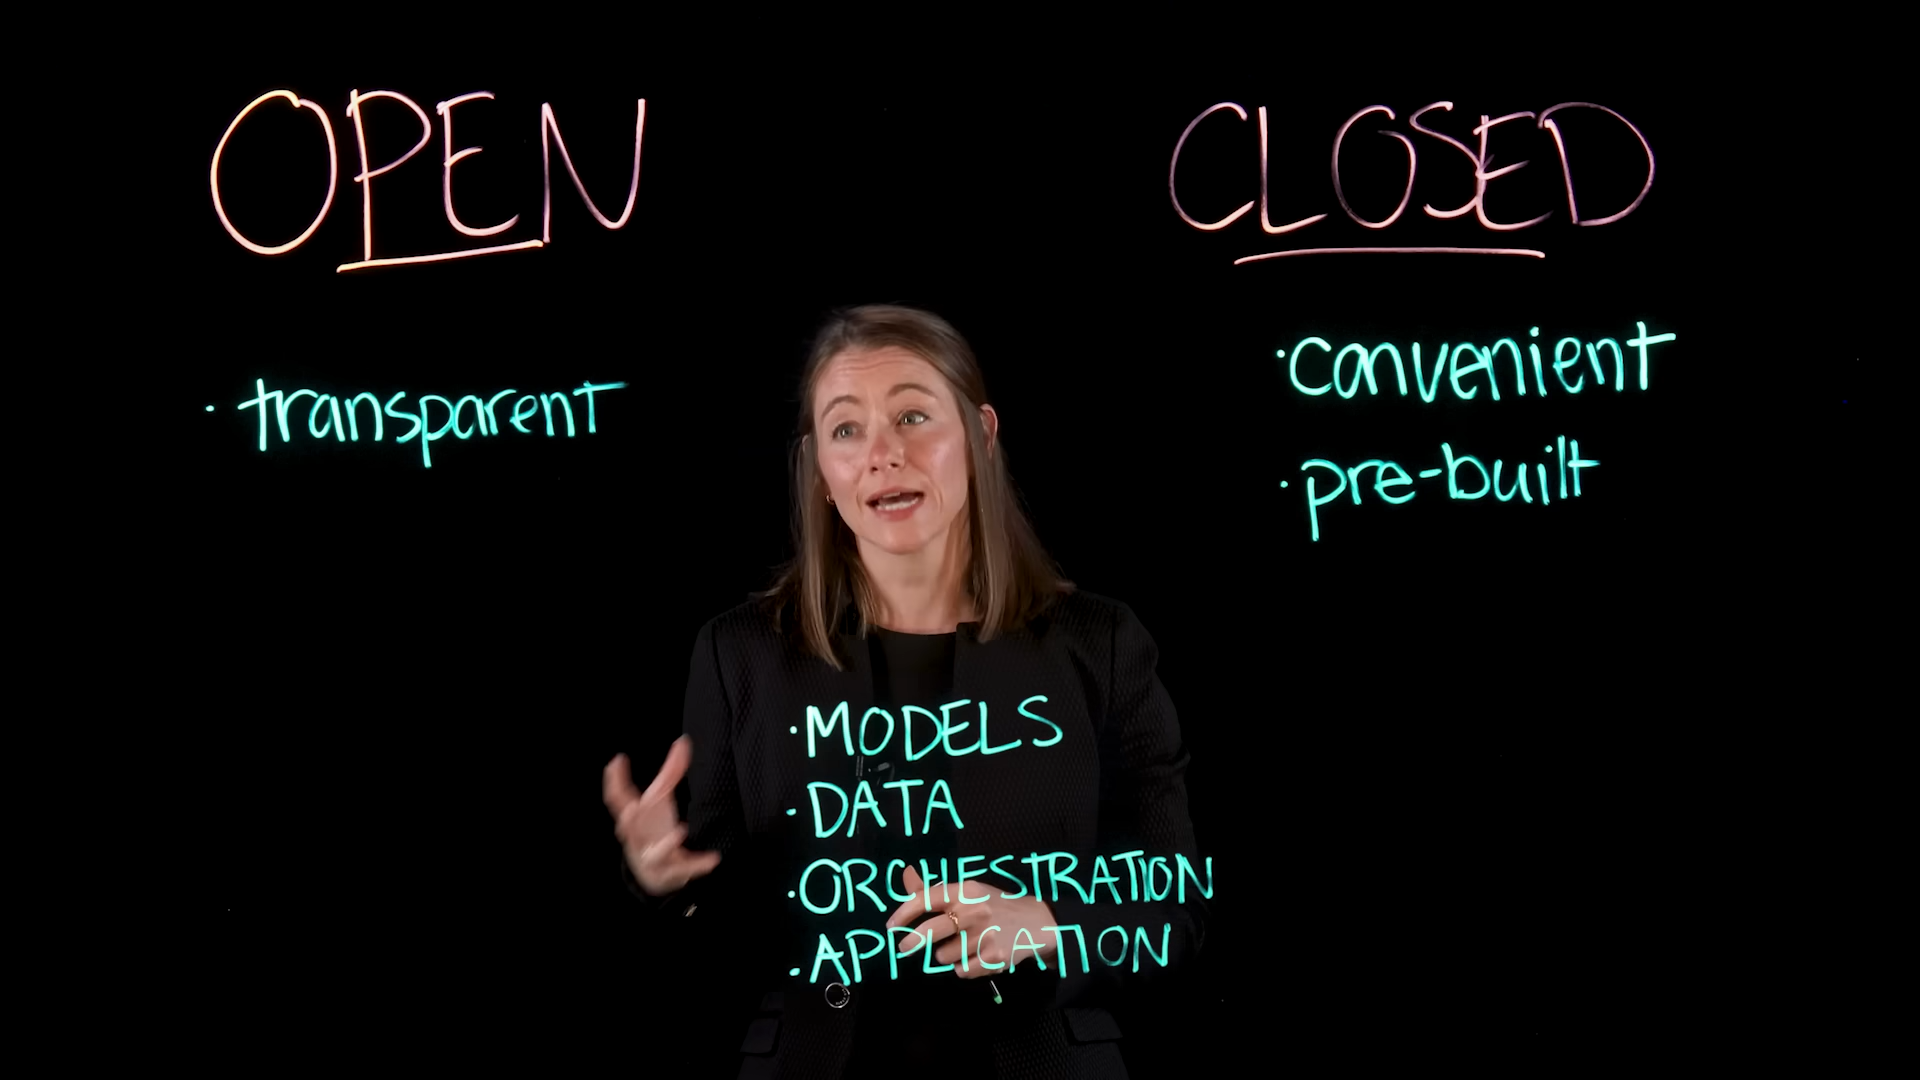 OPEN
· transparent
CLOSED
· convenient
· pre-built
· MODELS
· DATA
· ORCHESTRATION
· APPLICATION